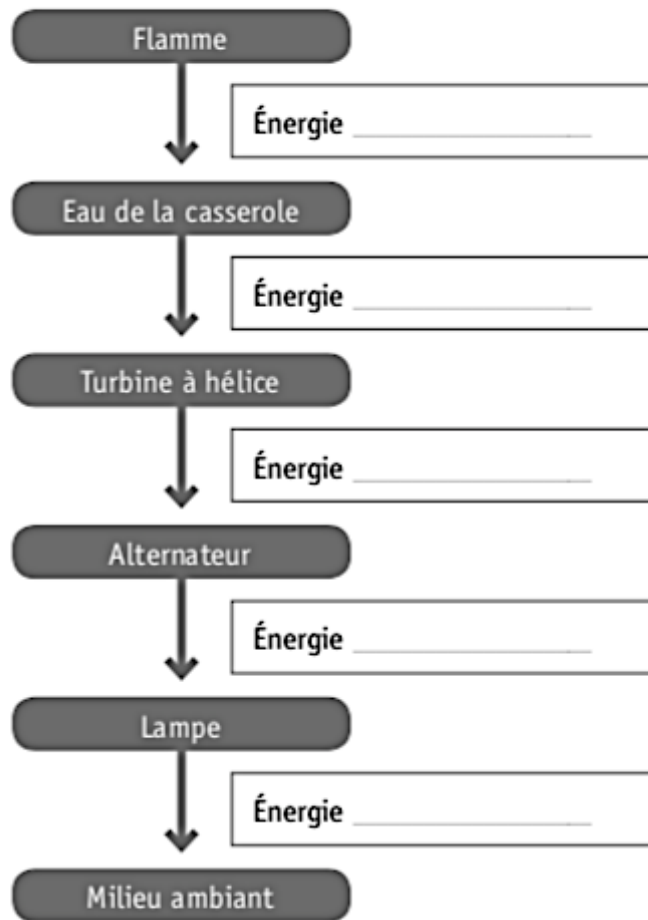 Flamme
Énergie
Eau de la casserole
Énergie
Turbine à hélice
Énergie
Alternateur
Énergie
Lampe
Énergie
Milieu ambiant